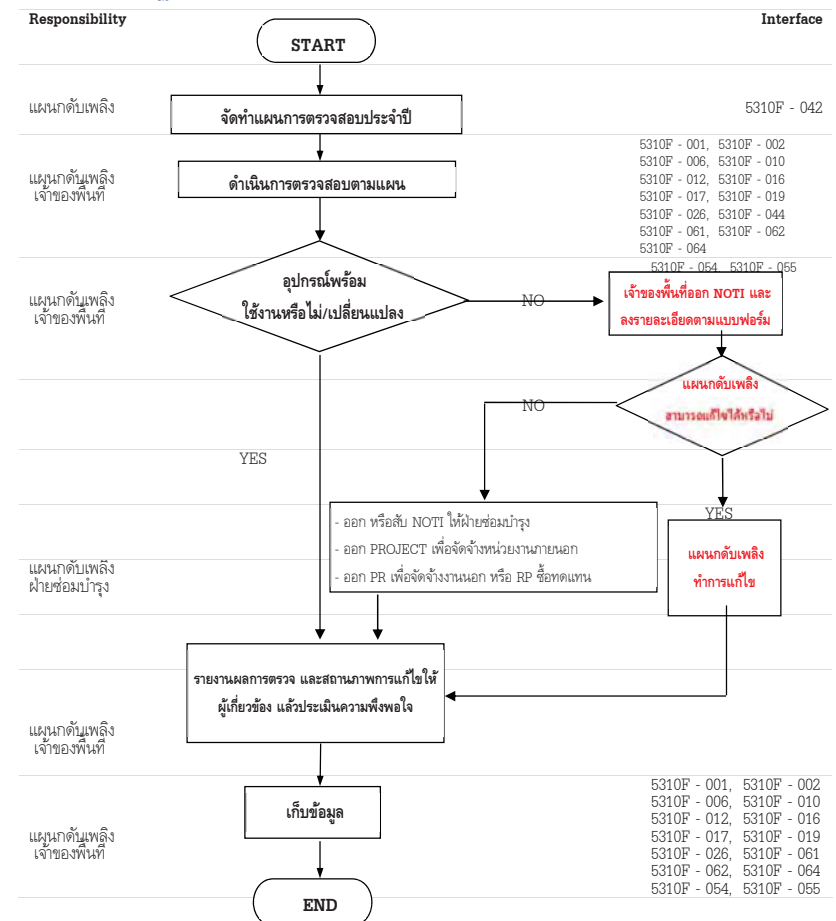 Responsibility
Interface
START
แผนกดับเพลิง
จัดทำแผนการตรวจสอบประจำปี
5310F - 042
แผนกดับเพลิง
เจ้าของพื้นที่
ดำเนินการตรวจสอบตามแผน
5310F - 001, 5310F - 002
5310F - 006, 5310F - 010
5310F - 012, 5310F - 016
5310F - 017, 5310F - 019
5310F - 026, 5310F - 044
5310F - 061, 5310F - 062
5310F - 064
5310F - 054 5310F - 055
แผนกดับเพลิง
เจ้าของพื้นที่
อุปกรณ์พร้อม
ใช้งานหรือไม่/เปลี่ยนแปลง
NO
เจ้าของพื้นที่ออก NOTI และ
ลงรายละเอียดตามแบบฟอร์ม
แผนกดับเพลิง
สามารถแก้ไขได้หรือไม่
NO
YES
YES
- ออก หรือสับ NOTI ให้ฝ่ายซ่อมบำรุง
- ออก PROJECT เพื่อจัดจ้างหน่วยงานภายนอก
- ออก PR เพื่อจัดจ้างงานนอก หรือ RP ซื้อทดแทน
แผนกดับเพลิง
ทำการแก้ไข
แผนกดับเพลิง
ฝ่ายซ่อมบำรุง
รายงานผลการตรวจ และสถานภาพการแก้ไขให้
ผู้เกี่ยวข้อง แล้วประเมินความพึงพอใจ
แผนกดับเพลิง
เจ้าของพื้นที่
เก็บข้อมูล
แผนกดับเพลิง
เจ้าของพื้นที่
5310F - 001, 5310F - 002
5310F - 006, 5310F - 010
5310F - 012, 5310F - 016
5310F - 017, 5310F - 019
5310F - 026, 5310F - 061
5310F - 062, 5310F - 064
5310F - 054, 5310F - 055
END